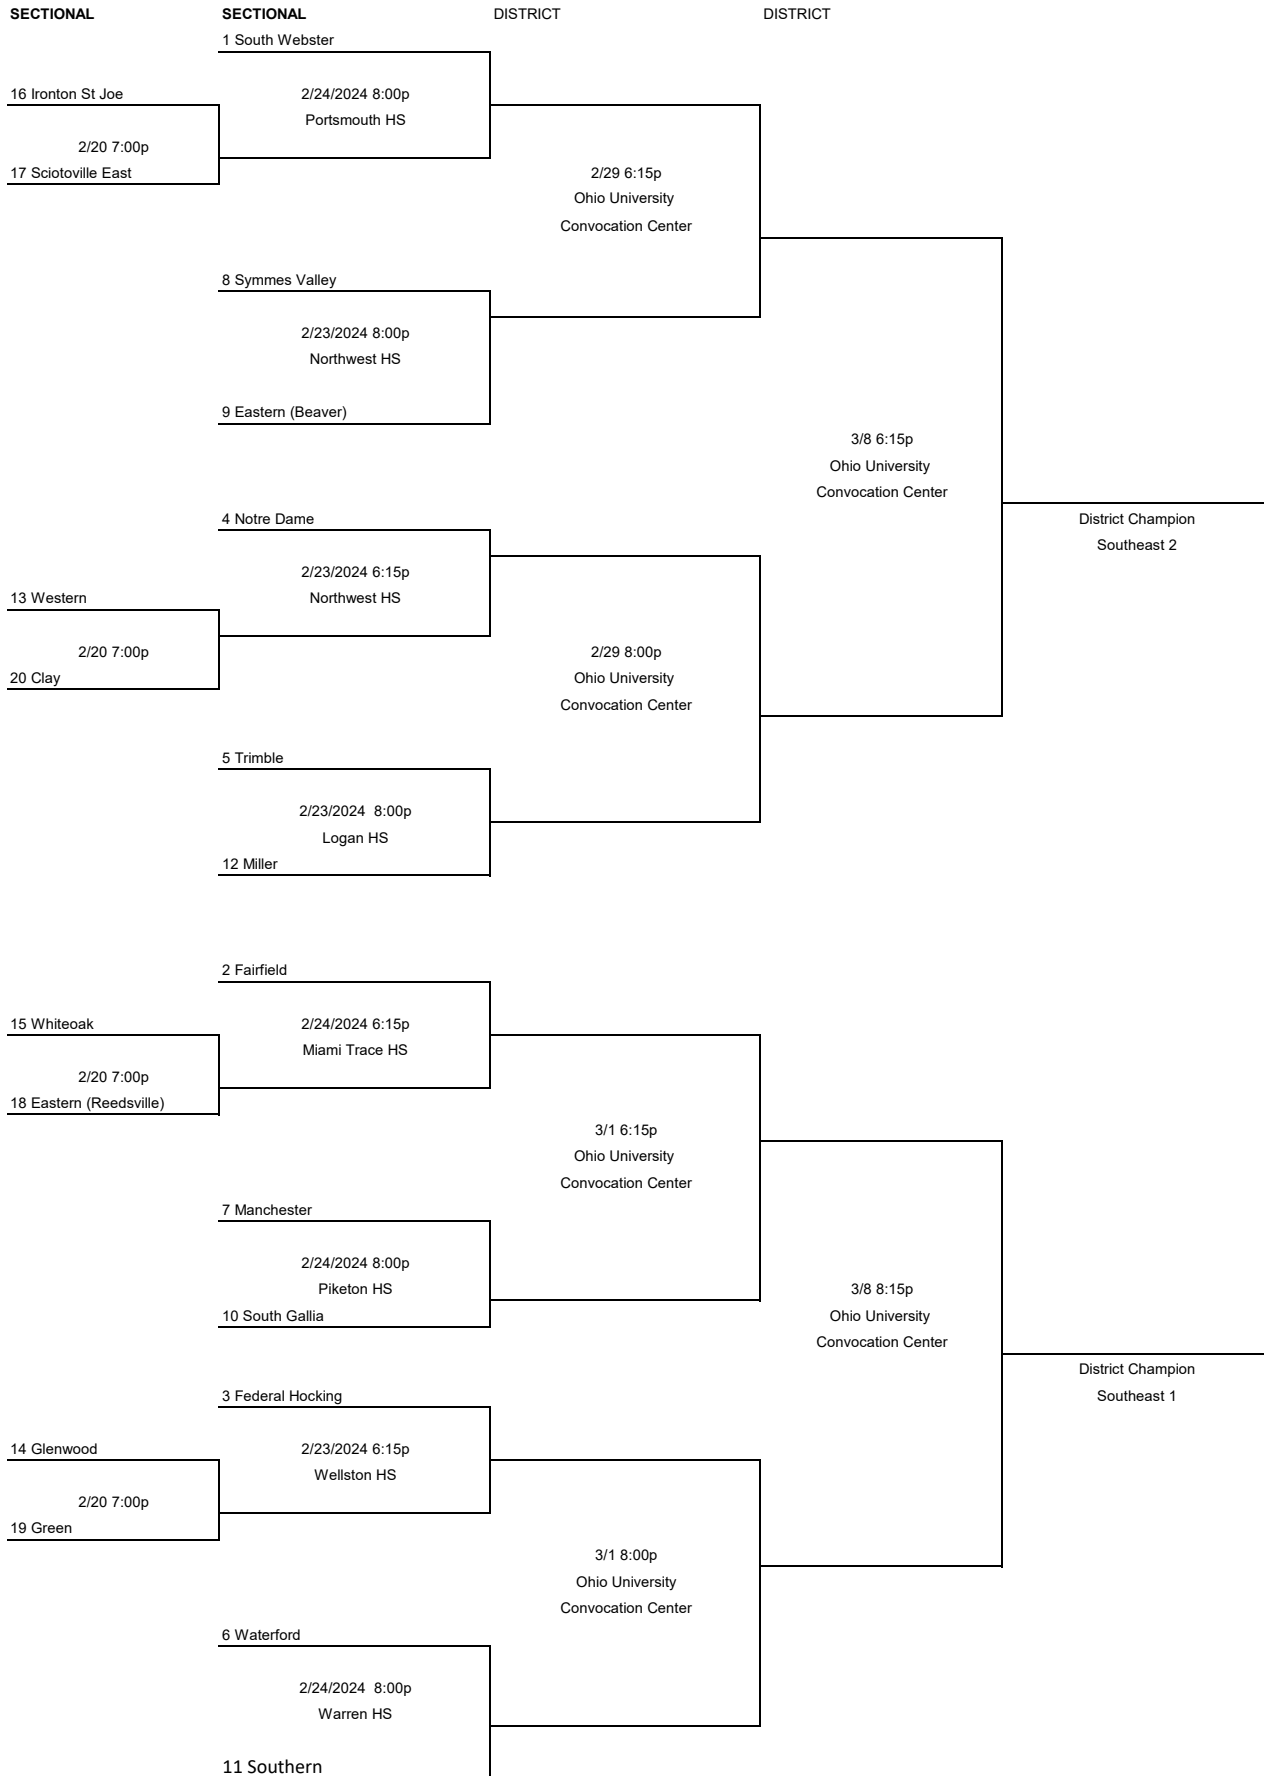 SECTIONAL SECTIONAL DISTRICT DISTRICT
1 South Webster
16 Ironton St Joe 2/24/2024 8:00p
Portsmouth HS
2/20 7:00p
17 Sciotoville East 2/29 6:15p
Ohio University
Convocation Center
8 Symmes Valley
2/23/2024 8:00p
Northwest HS
9 Eastern (Beaver)
3/8 6:15p
Ohio University
Convocation Center
4 Notre Dame District Champion
Southeast 2
2/23/2024 6:15p
13 Western Northwest HS
2/20 7:00p 2/29 8:00p
20 Clay Ohio University
Convocation Center
5 Trimble
2/23/2024 8:00p
Logan HS
12 Miller
2 Fairfield
15 Whiteoak 2/24/2024 6:15p
Miami Trace HS
2/20 7:00p
18 Eastern (Reedsville)
3/1 6:15p
Ohio University
Convocation Center
7 Manchester
2/24/2024 8:00p
Piketon HS 3/8 8:15p
10 South Gallia Ohio University
Convocation Center
District Champion
3 Federal Hocking Southeast 1
14 Glenwood 2/23/2024 6:15p
Wellston HS
2/20 7:00p
19 Green
3/1 8:00p
Ohio University
Convocation Center
6 Waterford
2/24/2024 8:00p
Warren HS
11 Southern